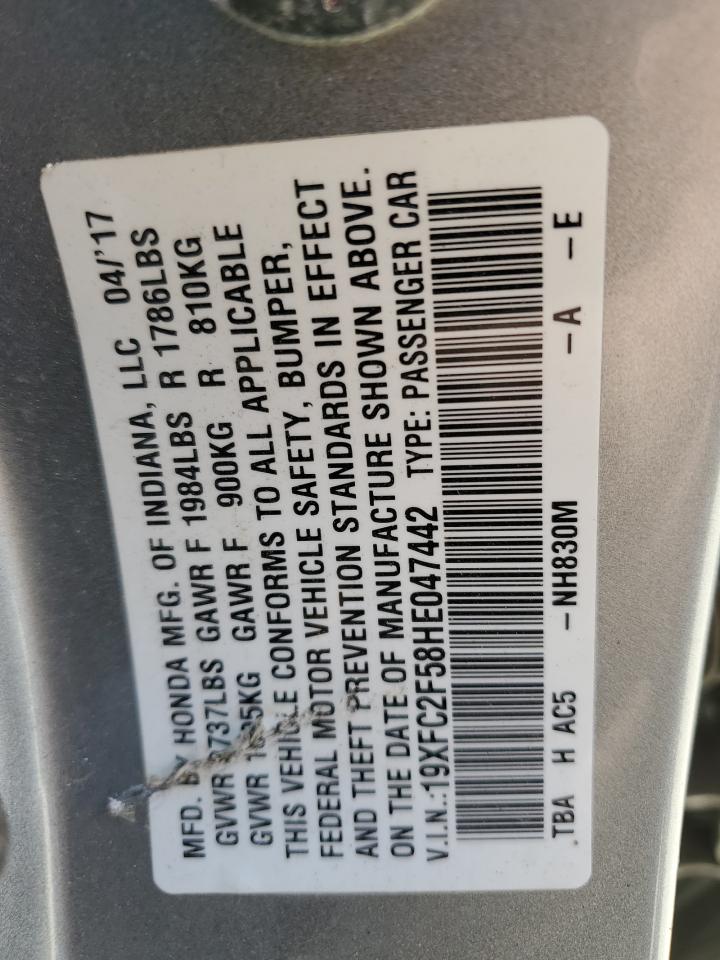 MFD. BY HONDA MFG. OF INDIANA, LLC 04/'17
GVWR 3737LBS GAWR F 1984LBS R 1786LBS
GVWR KG GAWR F 900KG R 810KG
THIS VEHICLE CONFORMS TO ALL APPLICABLE
FEDERAL MOTOR VEHICLE SAFETY, BUMPER,
AND THEFT PREVENTION STANDARDS IN EFFECT
ON THE DATE OF MANUFACTURE SHOWN ABOVE.
V.I.N.:19XFC2F58HE047442 TYPE: PASSENGER CAR
TBA H AC5 -NH830M -A -E